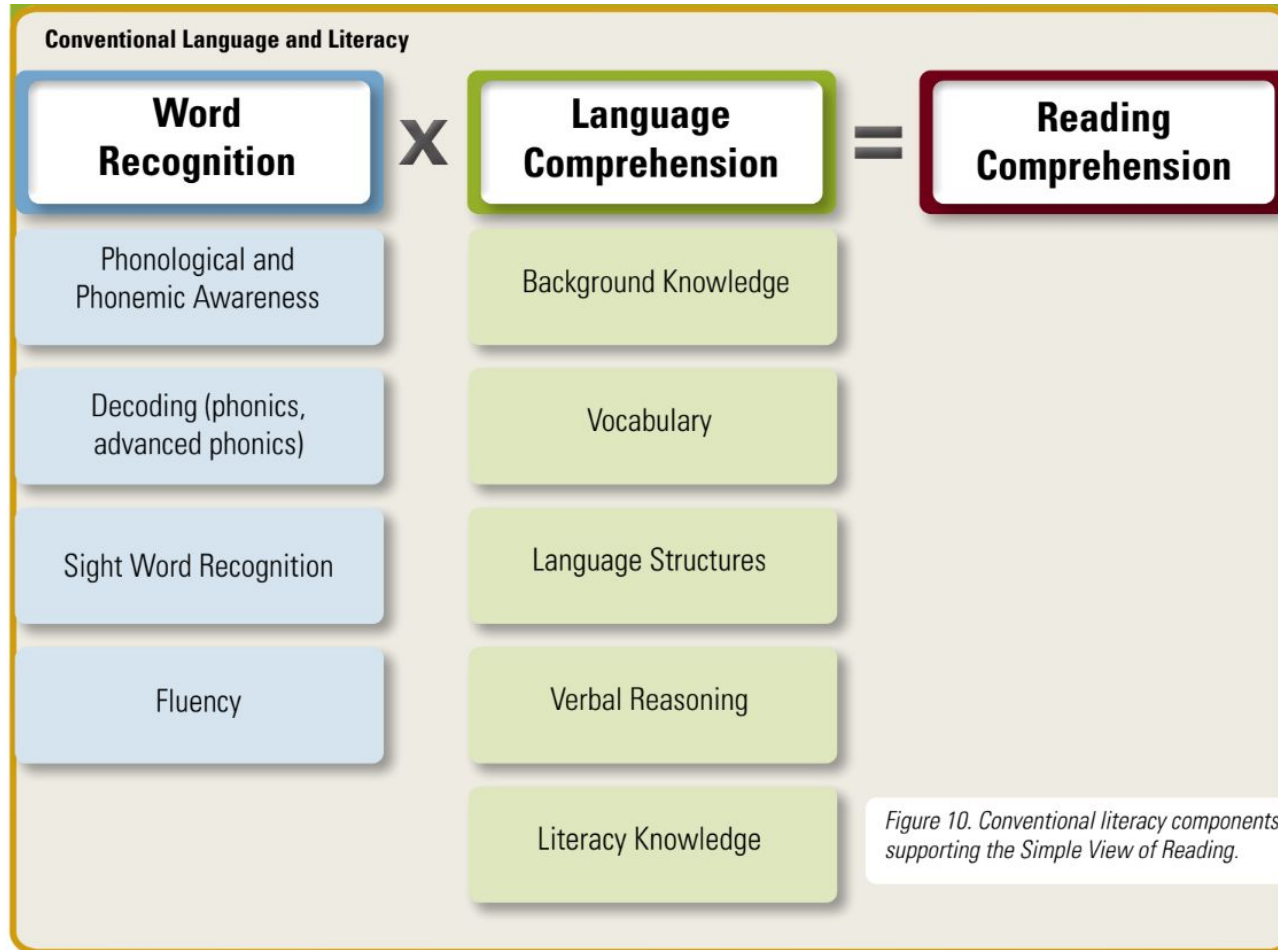 Conventional Language and Literacy
Word
Recognition
X
Language
Comprehension
=
Reading
Comprehension
Phonological and
Phonemic Awareness
Decoding (phonics,
advanced phonics)
Sight Word Recognition
Fluency
Background Knowledge
Vocabulary
Language Structures
Verbal Reasoning
Literacy Knowledge
Figure 10. Conventional literacy components
supporting the Simple View of Reading.